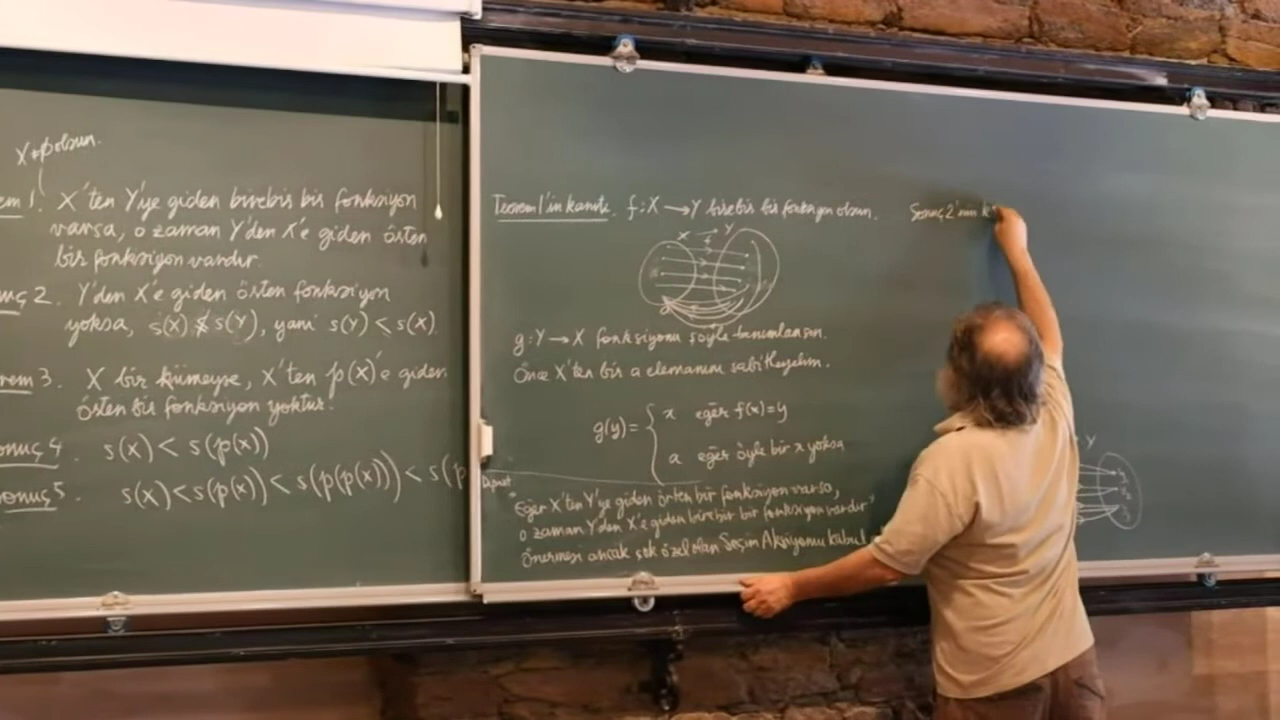 X≠∅ olsun.
em 1. X'ten Y'ye giden birebir bir fonksiyon
varsa, o zaman Y'den X'e giden örten
bir fonksiyon vardır.
uç 2. Y'den X'e giden örten fonksiyon
yoksa, s(X) ≰ s(Y), yani s(Y) < s(X).
rem 3. X bir kümeyse, X'ten p(X)'e giden
örten bir fonksiyon yoktur.
onuç 4. s(X) < s(p(X))
onuç 5. s(X) < s(p(X)) < s(p(p(X))) < s(p
Teorem 1'in kanıtı. f: X → Y birebir bir fonksiyon olsun.
X → Y
f
g: Y → X fonksiyonu şöyle tanımlansın.
Önce X'ten bir a elemanını sabitleyelim.
g(y) = { x eğer f(x)=y
a eğer öyle bir x yoksa
Dipnot
"Eğer X'ten Y'ye giden örten bir fonksiyon varsa,
o zaman Y'den X'e giden birebir bir fonksiyon vardır"
önermesi ancak çok özel olan Seçim Aksiyomu kabul
Sonuç 2'nin k
Y